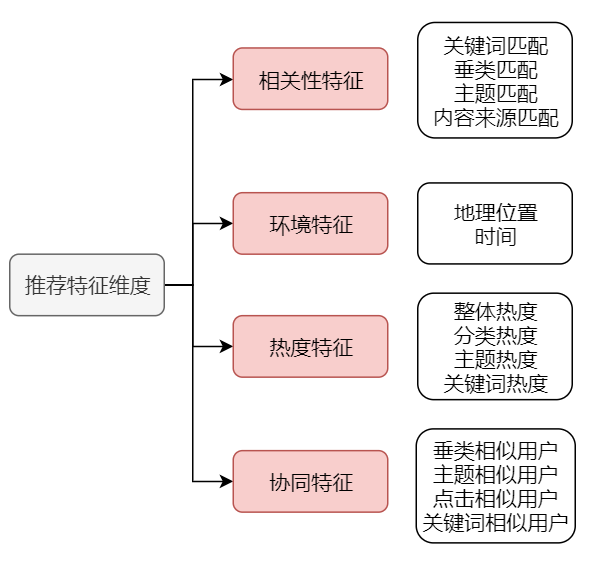 推荐特征维度
相关性特征
关键词匹配
垂类匹配
主题匹配
内容来源匹配
环境特征
地理位置
时间
热度特征
整体热度
分类热度
主题热度
关键词热度
协同特征
垂类相似用户
主题相似用户
点击相似用户
关键词相似用户